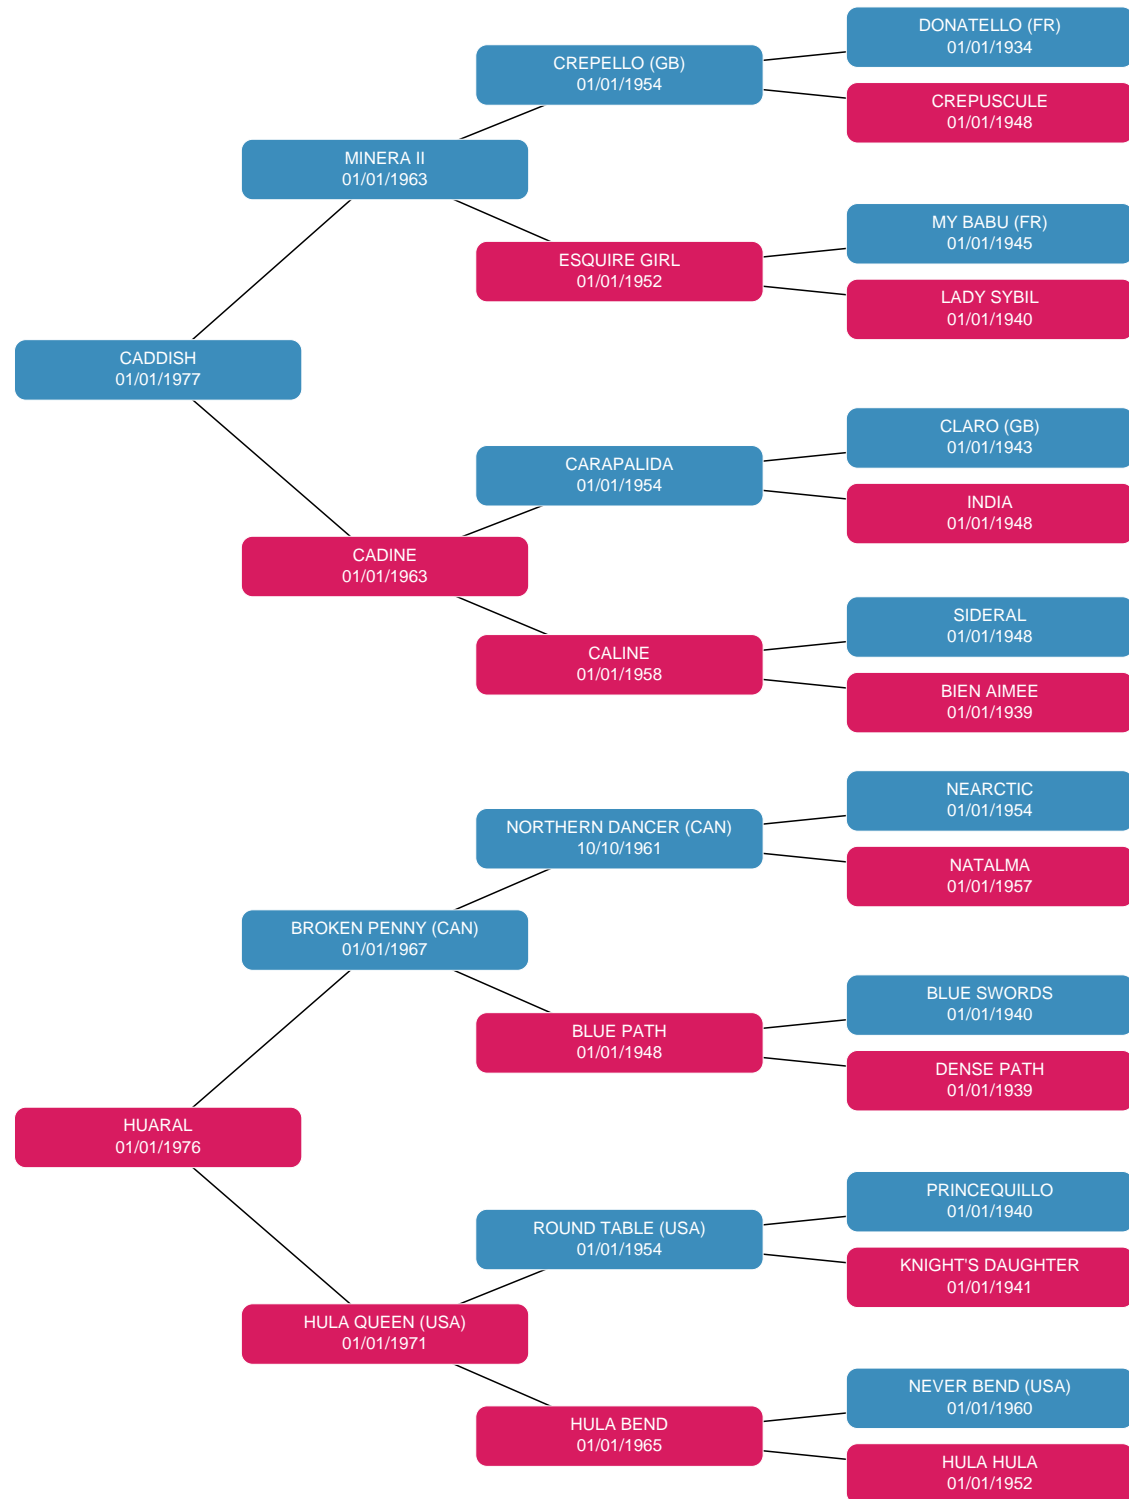 DONATELLO (FR)
01/01/1934
CREPELLO (GB)
01/01/1954
CREPUSCULE
01/01/1948
MINERA II
01/01/1963
MY BABU (FR)
01/01/1945
ESQUIRE GIRL
01/01/1952
LADY SYBIL
01/01/1940
CADDISH
01/01/1977
CLARO (GB)
01/01/1943
CARAPALIDA
01/01/1954
INDIA
01/01/1948
CADINE
01/01/1963
SIDERAL
01/01/1948
CALINE
01/01/1958
BIEN AIMEE
01/01/1939
NEARCTIC
01/01/1954
NORTHERN DANCER (CAN)
10/10/1961
NATALMA
01/01/1957
BROKEN PENNY (CAN)
01/01/1967
BLUE SWORDS
01/01/1940
BLUE PATH
01/01/1948
DENSE PATH
01/01/1939
HUARAL
01/01/1976
PRINCEQUILLO
01/01/1940
ROUND TABLE (USA)
01/01/1954
KNIGHT'S DAUGHTER
01/01/1941
HULA QUEEN (USA)
01/01/1971
NEVER BEND (USA)
01/01/1960
HULA BEND
01/01/1965
HULA HULA
01/01/1952